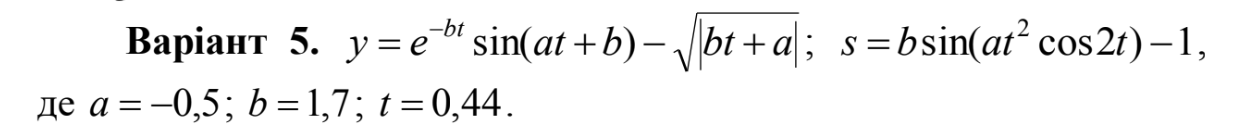 Варіант 5. y = e^{-bt} sin(at + b) − √|bt + a|; s = b sin(at² cos 2t) − 1,
де a = −0,5; b = 1,7; t = 0,44.